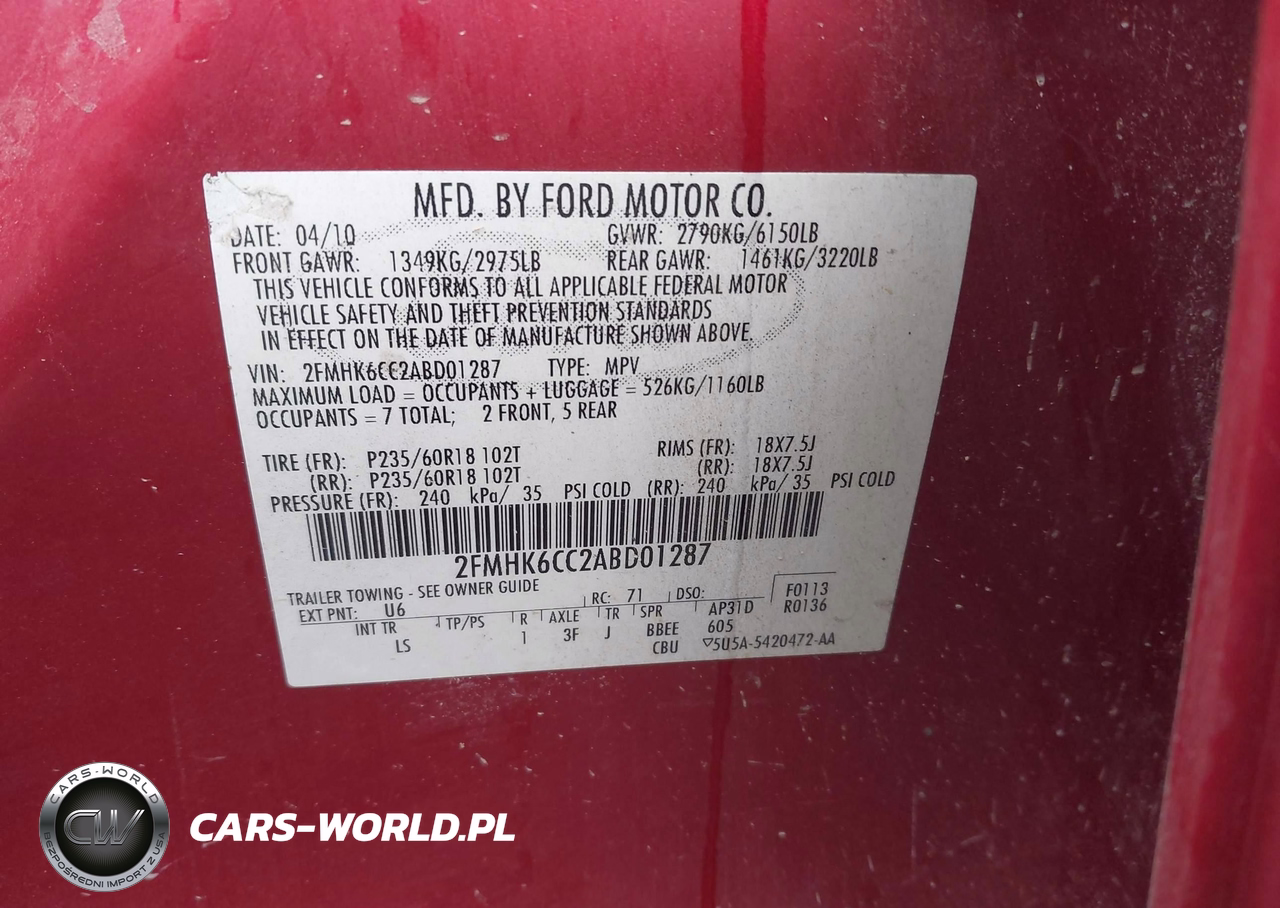 MFD. BY FORD MOTOR CO.
DATE: 04/10 GVWR: 2790KG/6150LB
FRONT GAWR: 1349KG/2975LB REAR GAWR: 1461KG/3220LB
THIS VEHICLE CONFORMS TO ALL APPLICABLE FEDERAL MOTOR
VEHICLE SAFETY AND THEFT PREVENTION STANDARDS
IN EFFECT ON THE DATE OF MANUFACTURE SHOWN ABOVE.
VIN: 2FMHK6CC2ABD01287 TYPE: MPV
MAXIMUM LOAD = OCCUPANTS + LUGGAGE = 526KG/1160LB
OCCUPANTS = 7 TOTAL; 2 FRONT, 5 REAR
TIRE (FR): P235/60R18 102T RIMS (FR): 18X7.5J
(RR): P235/60R18 102T (RR): 18X7.5J
PRESSURE (FR): 240 kPa/ 35 PSI COLD (RR): 240 kPa/ 35 PSI COLD
2FMHK6CC2ABD01287
TRAILER TOWING - SEE OWNER GUIDE
EXT PNT: U6 RC: 71 DSO: F0113
R0136
INT TR TP/PS R AXLE TR SPR AP31D
LS 1 3F J BBEE 605
CBU 5U5A-5420472-AA
CARS-WORLD
CW
BEZPOŚREDNI IMPORT Z USA
CARS-WORLD.PL